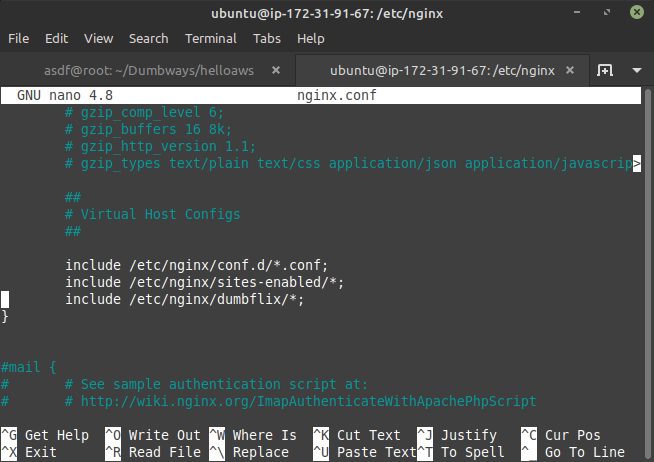 ubuntu@ip-172-31-91-67: /etc/nginx
File Edit View Search Terminal Tabs Help
asdf@root: ~/Dumbways/helloaws × ubuntu@ip-172-31-91-67: /etc/nginx ×
GNU nano 4.8 nginx.conf
# gzip_comp_level 6;
# gzip_buffers 16 8k;
# gzip_http_version 1.1;
# gzip_types text/plain text/css application/json application/javascrip>
##
# Virtual Host Configs
##
include /etc/nginx/conf.d/*.conf;
include /etc/nginx/sites-enabled/*;
include /etc/nginx/dumbflix/*;
}
#mail {
# # See sample authentication script at:
# # http://wiki.nginx.org/ImapAuthenticateWithApachePhpScript
^G Get Help ^O Write Out ^W Where Is ^K Cut Text ^J Justify ^C Cur Pos
^X Exit ^R Read File ^\ Replace ^U Paste Text ^T To Spell ^_ Go To Line